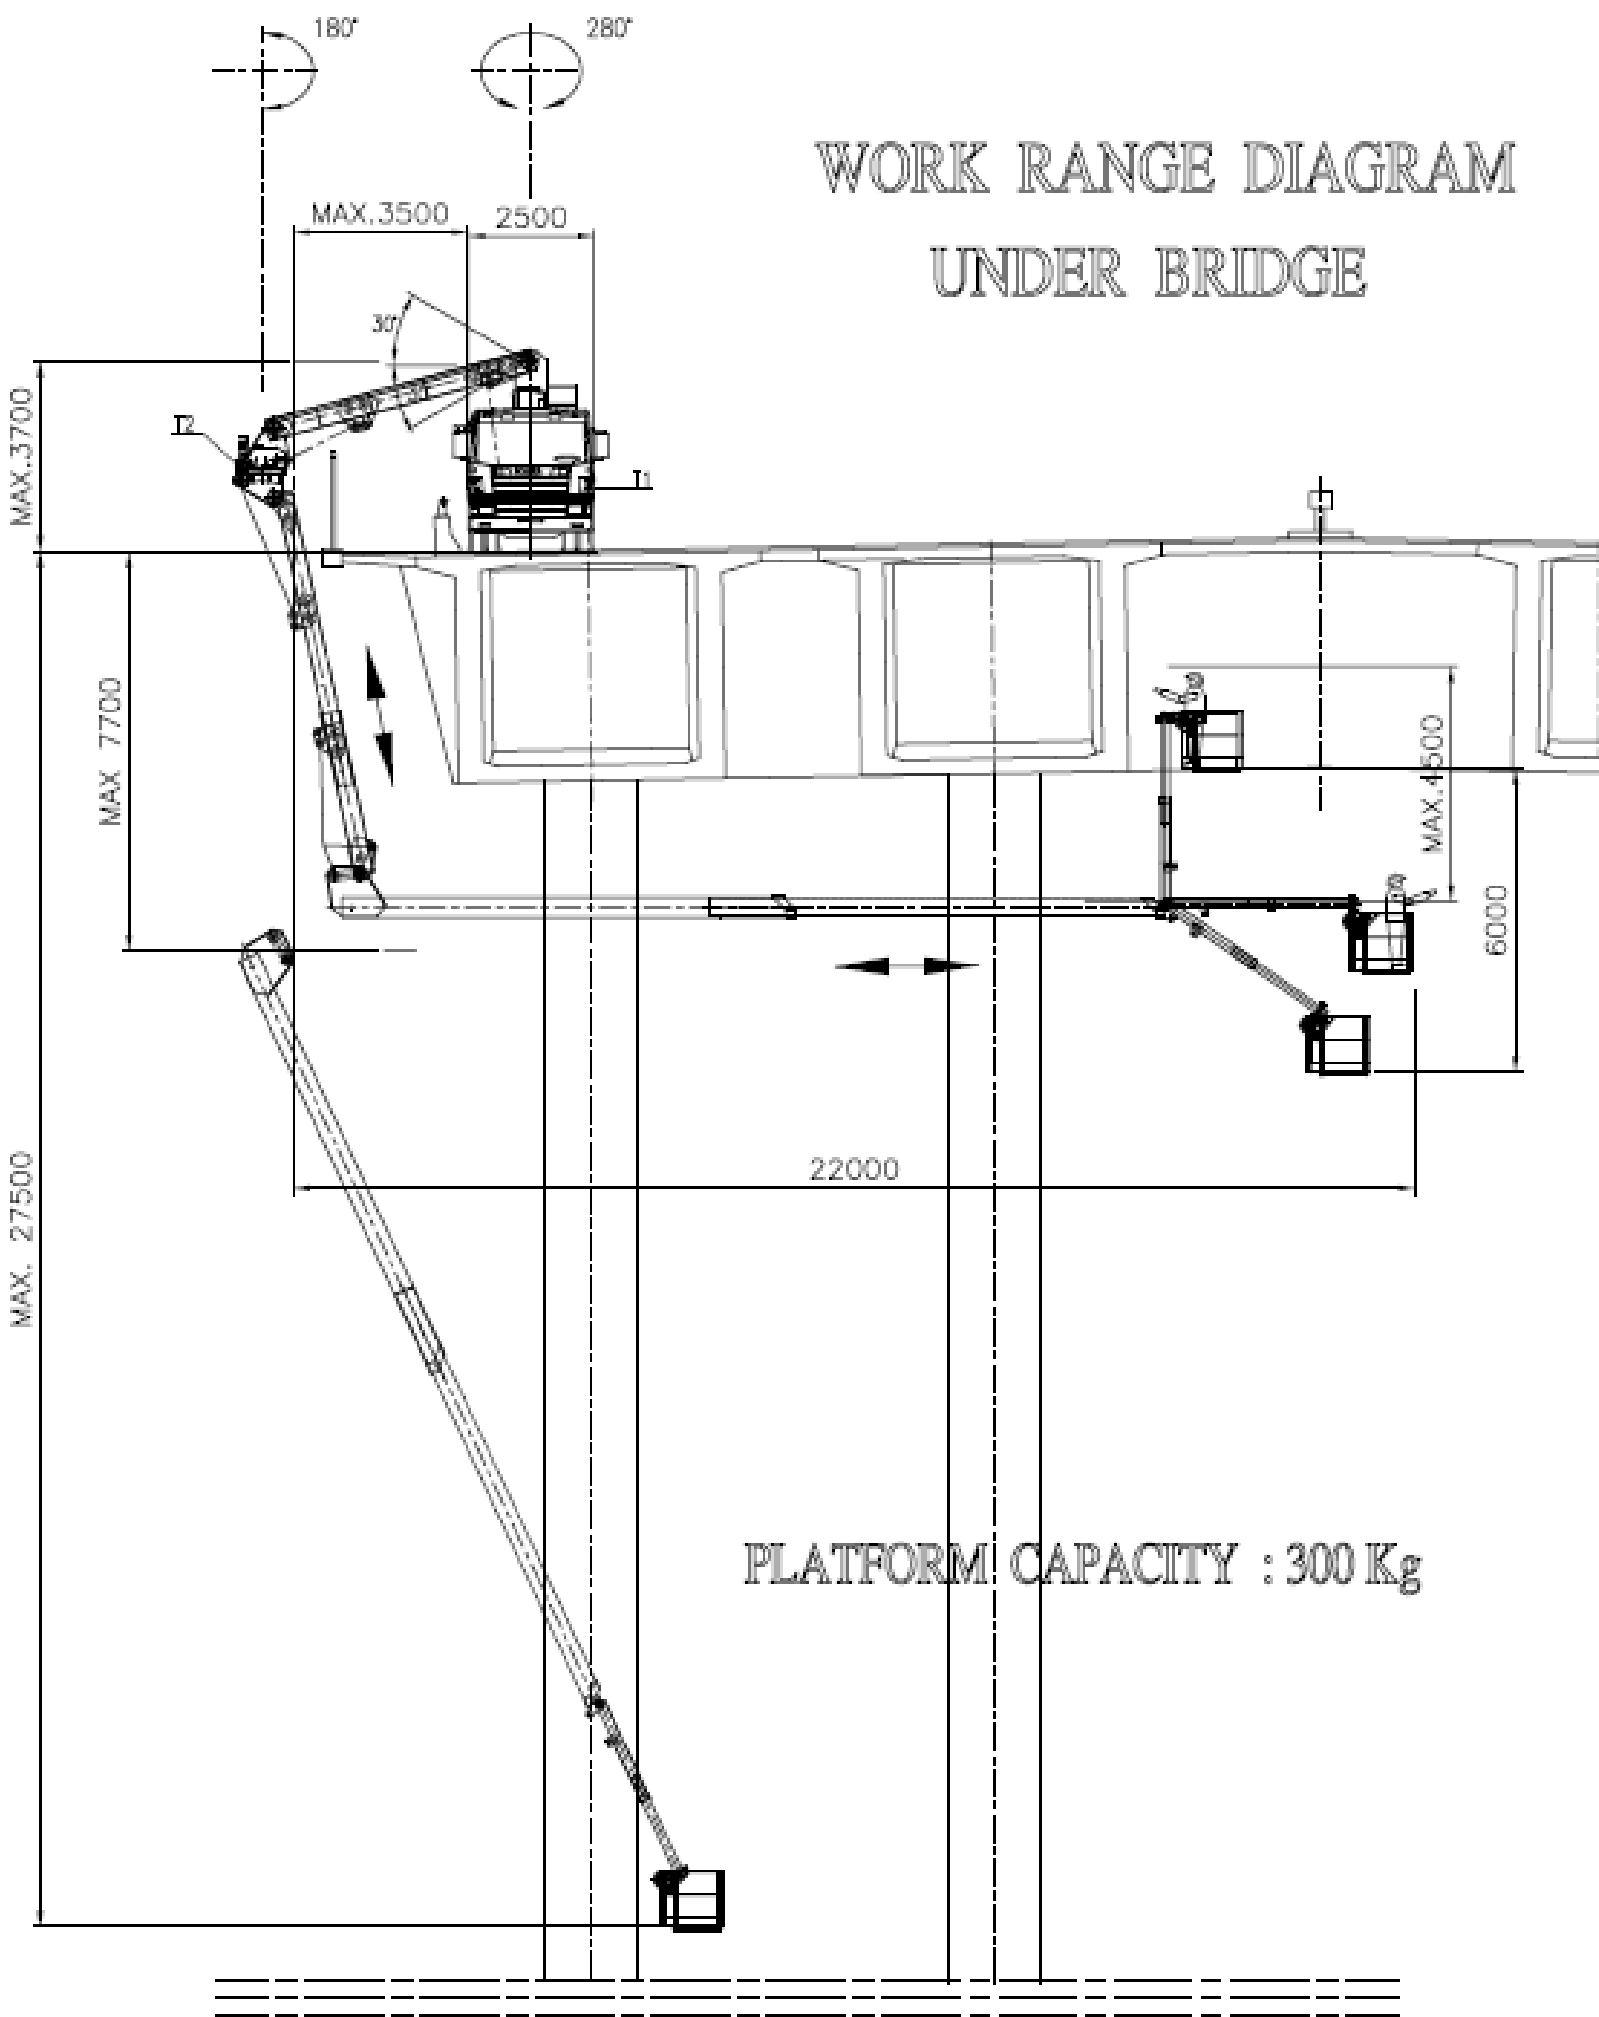 180°
280°
WORK RANGE DIAGRAM
UNDER BRIDGE
MAX.3500
2500
30°
MAX.3700
T2
T1
MAX 7700
MAX.4500
6000
22000
MAX. 27500
PLATFORM CAPACITY : 300 Kg